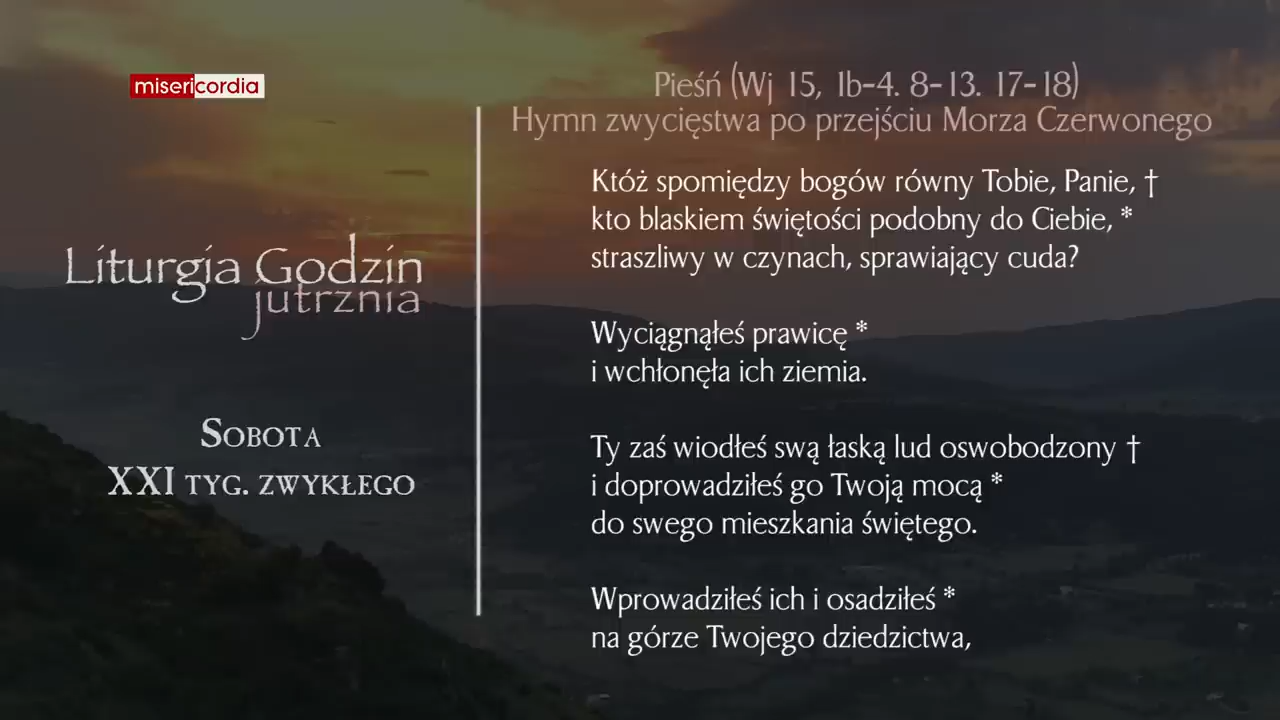 misericordia
Liturgia Godzin
jutrznia
Sobota
XXI tyg. zwykłego
Pieśń (Wj 15, 1b-4. 8-13. 17-18)
Hymn zwycięstwa po przejściu Morza Czerwonego
Któż spomiędzy bogów równy Tobie, Panie, †
kto blaskiem świętości podobny do Ciebie, *
straszliwy w czynach, sprawiający cuda?
Wyciągnąłeś prawicę *
i wchłonęła ich ziemia.
Ty zaś wiodłeś swą łaską lud oswobodzony †
i doprowadziłeś go Twoją mocą *
do swego mieszkania świętego.
Wprowadziłeś ich i osadziłeś *
na górze Twojego dziedzictwa,